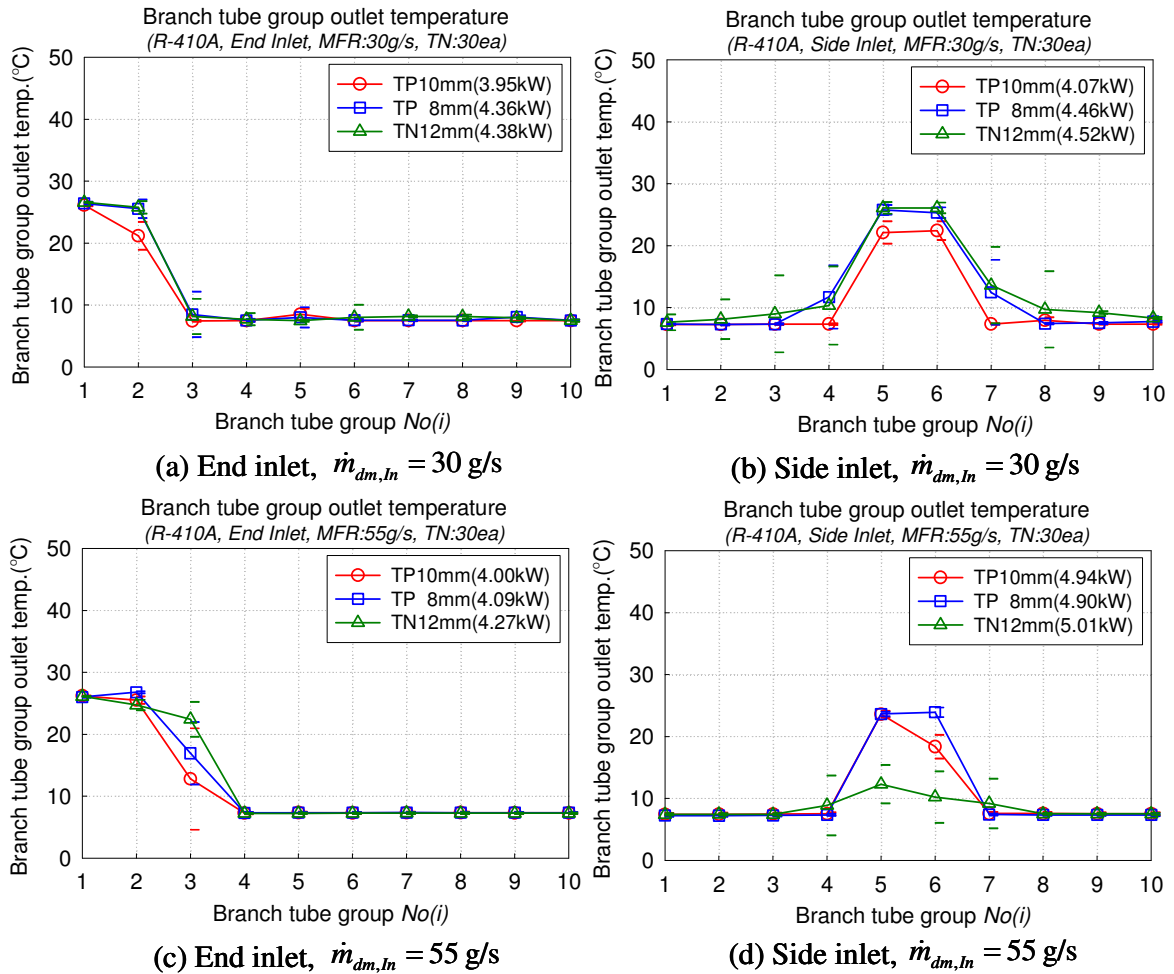 Branch tube group outlet temperature
(R-410A, End Inlet, MFR:30g/s, TN:30ea)
Branch tube group outlet temp.(°C)
50
40
30
20
10
0
TP10mm(3.95kW)
TP 8mm(4.36kW)
TN12mm(4.38kW)
1 2 3 4 5 6 7 8 9 10
Branch tube group No(i)
(a) End inlet, ṁ_{dm,In} = 30 g/s
Branch tube group outlet temperature
(R-410A, Side Inlet, MFR:30g/s, TN:30ea)
Branch tube group outlet temp.(°C)
50
40
30
20
10
0
TP10mm(4.07kW)
TP 8mm(4.46kW)
TN12mm(4.52kW)
1 2 3 4 5 6 7 8 9 10
Branch tube group No(i)
(b) Side inlet, ṁ_{dm,In} = 30 g/s
Branch tube group outlet temperature
(R-410A, End Inlet, MFR:55g/s, TN:30ea)
Branch tube group outlet temp.(°C)
50
40
30
20
10
0
TP10mm(4.00kW)
TP 8mm(4.09kW)
TN12mm(4.27kW)
1 2 3 4 5 6 7 8 9 10
Branch tube group No(i)
(c) End inlet, ṁ_{dm,In} = 55 g/s
Branch tube group outlet temperature
(R-410A, Side Inlet, MFR:55g/s, TN:30ea)
Branch tube group outlet temp.(°C)
50
40
30
20
10
0
TP10mm(4.94kW)
TP 8mm(4.90kW)
TN12mm(5.01kW)
1 2 3 4 5 6 7 8 9 10
Branch tube group No(i)
(d) Side inlet, ṁ_{dm,In} = 55 g/s